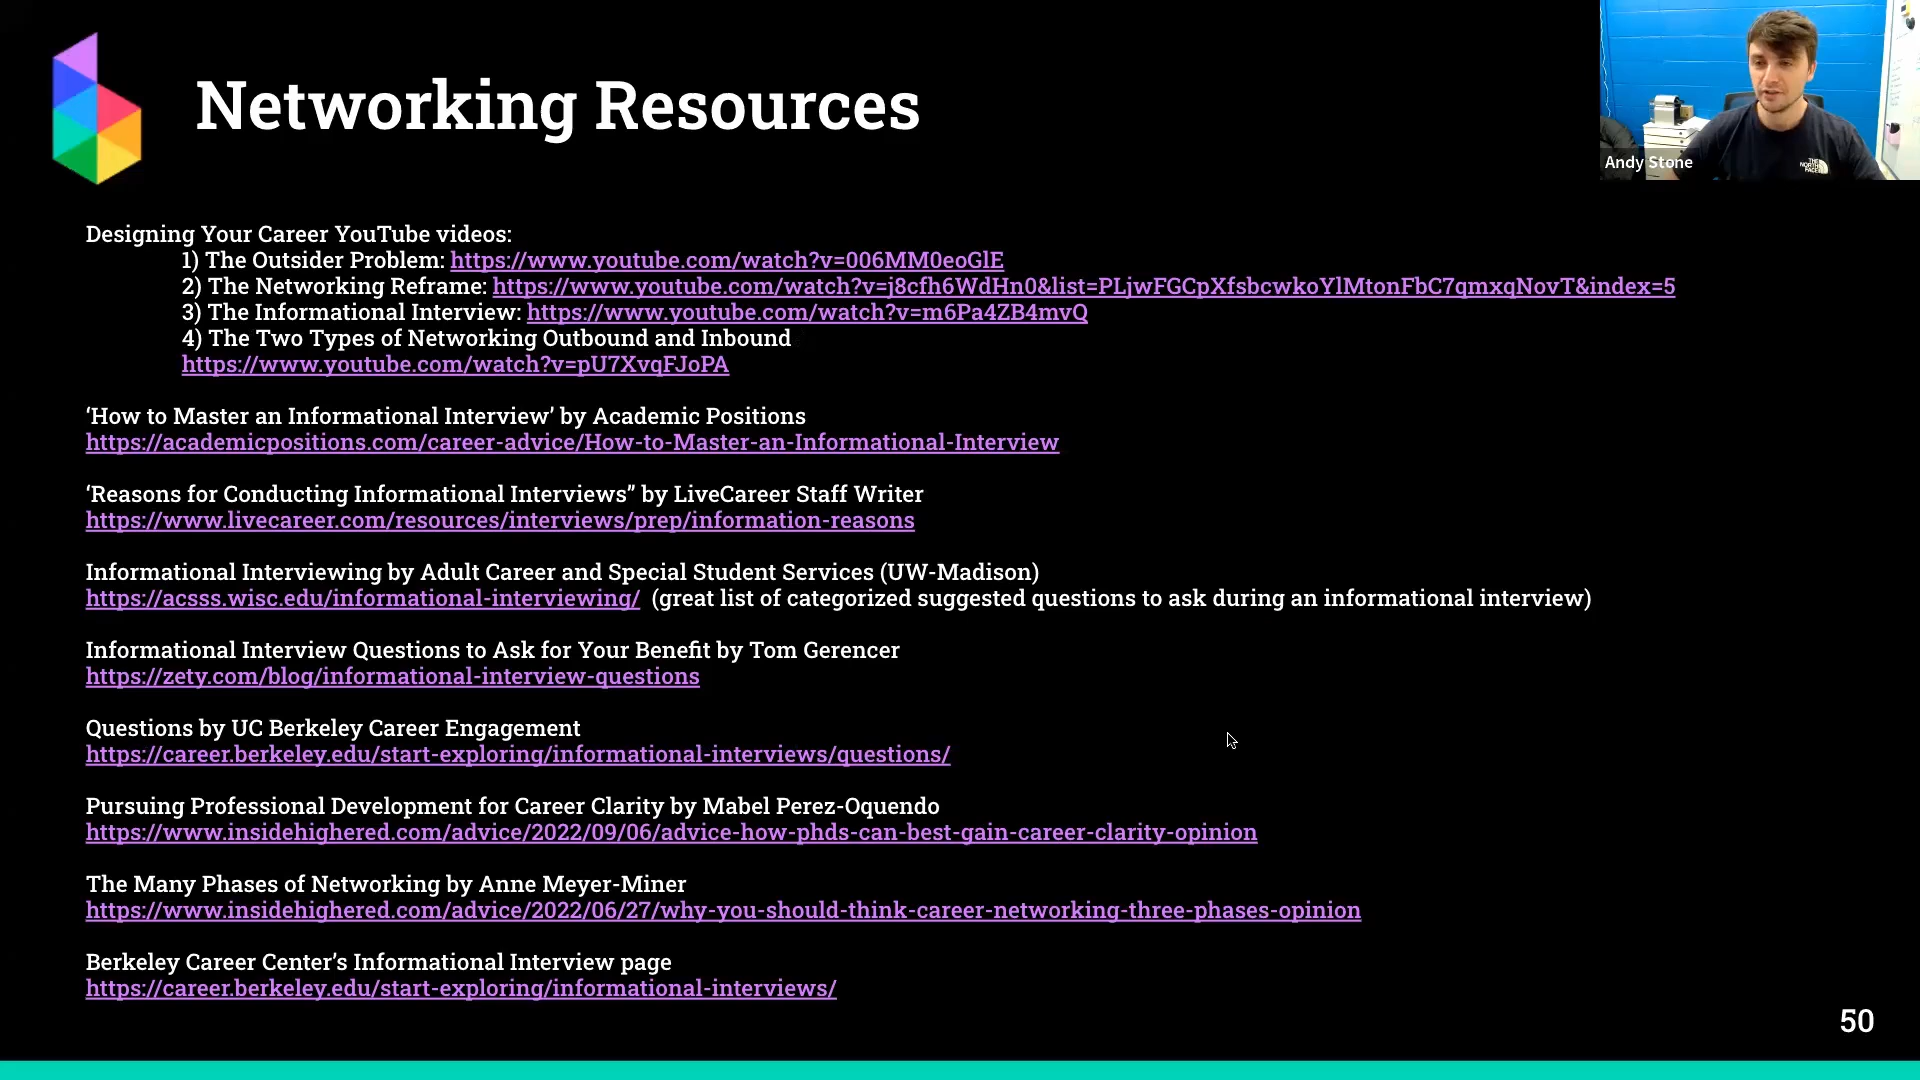 Networking Resources
Andy Stone
THE NORTH FACE
Designing Your Career YouTube videos:
1) The Outsider Problem: https://www.youtube.com/watch?v=006MM0eoGlE
2) The Networking Reframe: https://www.youtube.com/watch?v=j8cfh6WdHn0&list=PLjwFGCpXfsbcwkoYlMtonFbC7qmxqNovT&index=5
3) The Informational Interview: https://www.youtube.com/watch?v=m6Pa4ZB4mvQ
4) The Two Types of Networking Outbound and Inbound
https://www.youtube.com/watch?v=pU7XvqFJoPA
‘How to Master an Informational Interview’ by Academic Positions
https://academicpositions.com/career-advice/How-to-Master-an-Informational-Interview
‘Reasons for Conducting Informational Interviews” by LiveCareer Staff Writer
https://www.livecareer.com/resources/interviews/prep/information-reasons
Informational Interviewing by Adult Career and Special Student Services (UW-Madison)
https://acsss.wisc.edu/informational-interviewing/ (great list of categorized suggested questions to ask during an informational interview)
Informational Interview Questions to Ask for Your Benefit by Tom Gerencer
https://zety.com/blog/informational-interview-questions
Questions by UC Berkeley Career Engagement
https://career.berkeley.edu/start-exploring/informational-interviews/questions/
Pursuing Professional Development for Career Clarity by Mabel Perez-Oquendo
https://www.insidehighered.com/advice/2022/09/06/advice-how-phds-can-best-gain-career-clarity-opinion
The Many Phases of Networking by Anne Meyer-Miner
https://www.insidehighered.com/advice/2022/06/27/why-you-should-think-career-networking-three-phases-opinion
Berkeley Career Center’s Informational Interview page
https://career.berkeley.edu/start-exploring/informational-interviews/
50